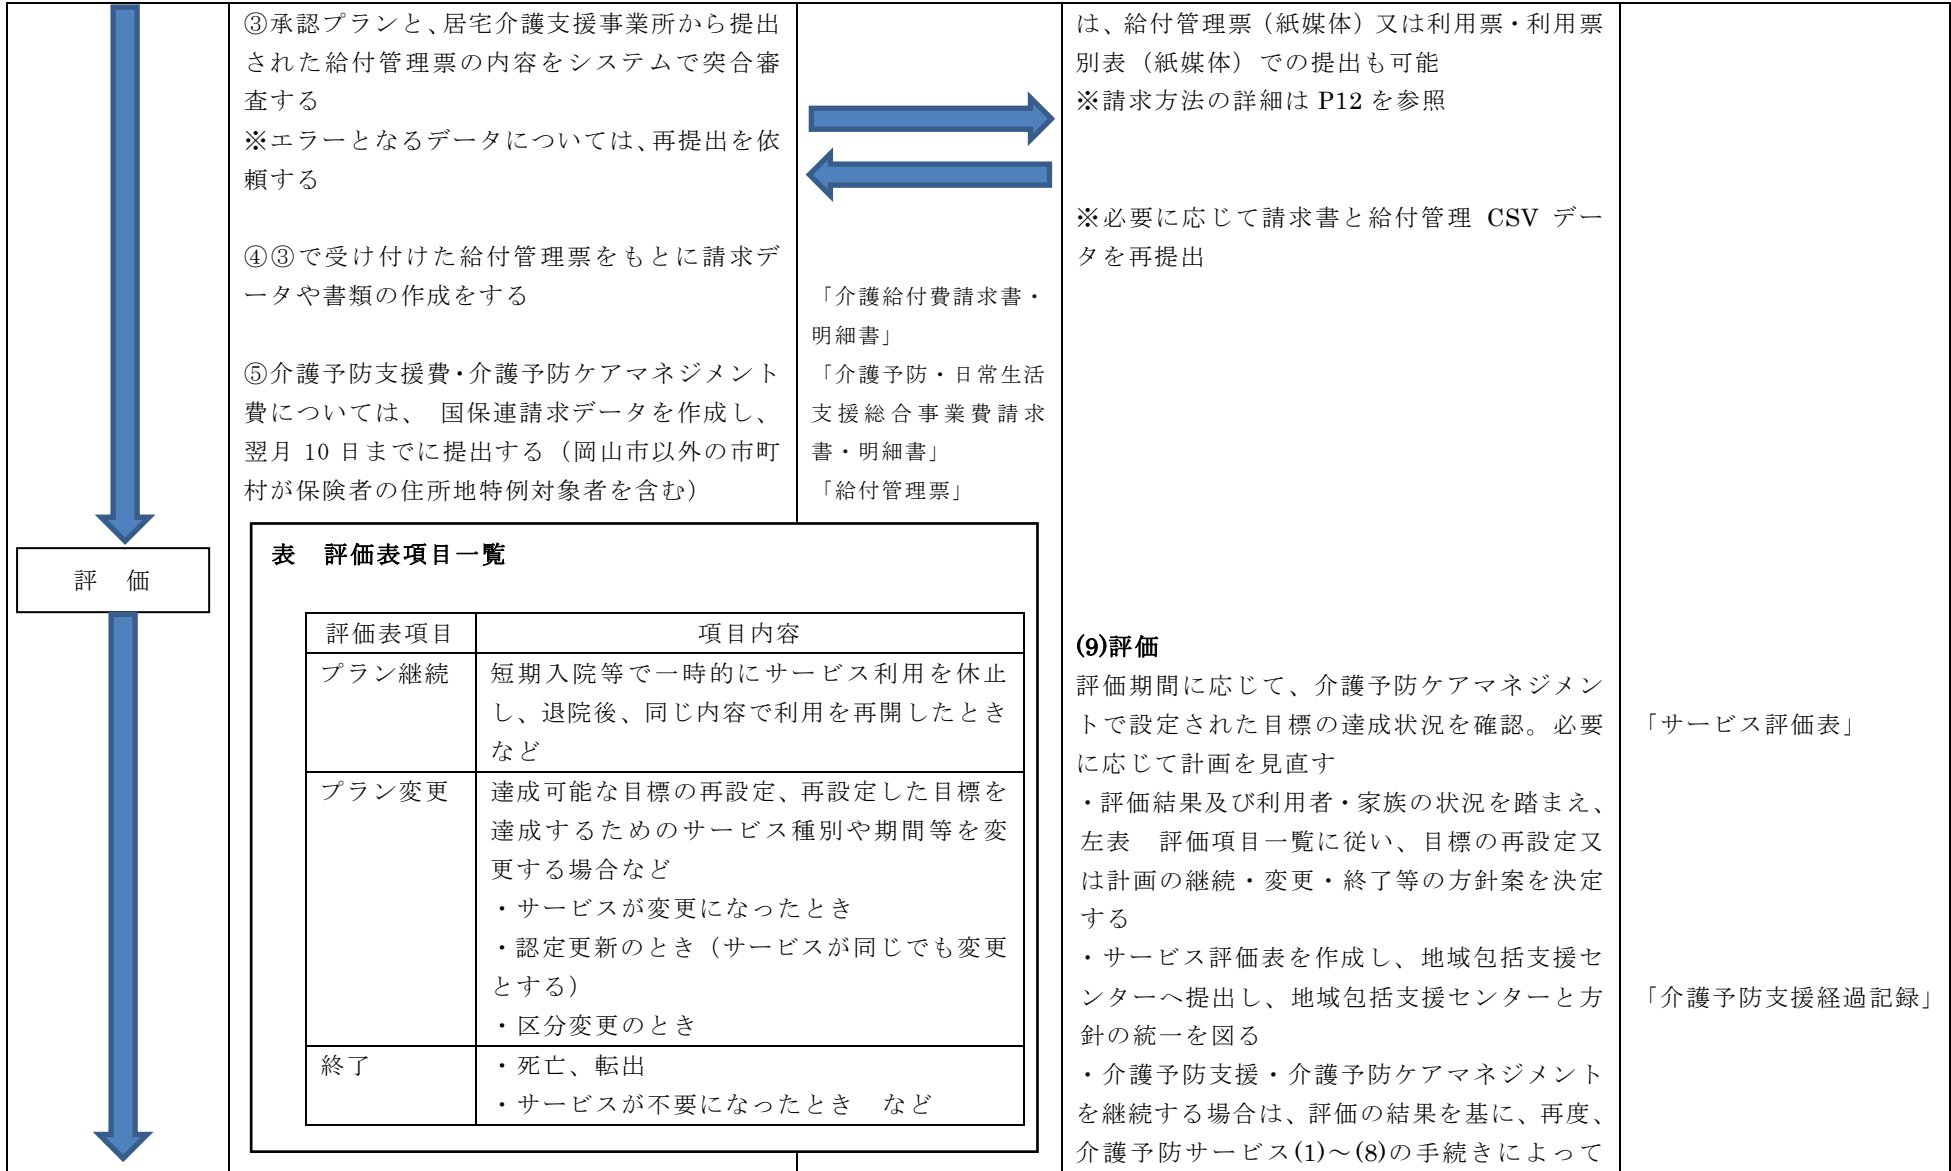 ③承認プランと、居宅介護支援事業所から提出
された給付管理票の内容をシステムで突合審
査する
※エラーとなるデータについては、再提出を依
頼する
④③で受け付けた給付管理票をもとに請求デ
ータや書類の作成をする
⑤介護予防支援費・介護予防ケアマネジメント
費については、 国保連請求データを作成し、
翌月 10 日までに提出する（岡山市以外の市町
村が保険者の住所地特例対象者を含む）
「介護給付費請求書・
明細書」
「介護予防・日常生活
支援総合事業費請求
書・明細書」
「給付管理票」
は、給付管理票（紙媒体）又は利用票・利用票
別表（紙媒体）での提出も可能
※請求方法の詳細は P12 を参照
※必要に応じて請求書と給付管理 CSV デー
タを再提出
評　価
表　評価表項目一覧
評価表項目　項目内容
プラン継続　短期入院等で一時的にサービス利用を休止
し、退院後、同じ内容で利用を再開したとき
など
プラン変更　達成可能な目標の再設定、再設定した目標を
達成するためのサービス種別や期間等を変
更する場合など
・サービスが変更になったとき
・認定更新のとき（サービスが同じでも変更
とする）
・区分変更のとき
終了　・死亡、転出
・サービスが不要になったとき　など
(9)評価
評価期間に応じて、介護予防ケアマネジメン
トで設定された目標の達成状況を確認。必要
に応じて計画を見直す
・評価結果及び利用者・家族の状況を踏まえ、
左表　評価項目一覧に従い、目標の再設定又
は計画の継続・変更・終了等の方針案を決定
する
・サービス評価表を作成し、地域包括支援セ
ンターへ提出し、地域包括支援センターと方
針の統一を図る
・介護予防支援・介護予防ケアマネジメント
を継続する場合は、評価の結果を基に、再度、
介護予防サービス(1)～(8)の手続きによって
「サービス評価表」
「介護予防支援経過記録」